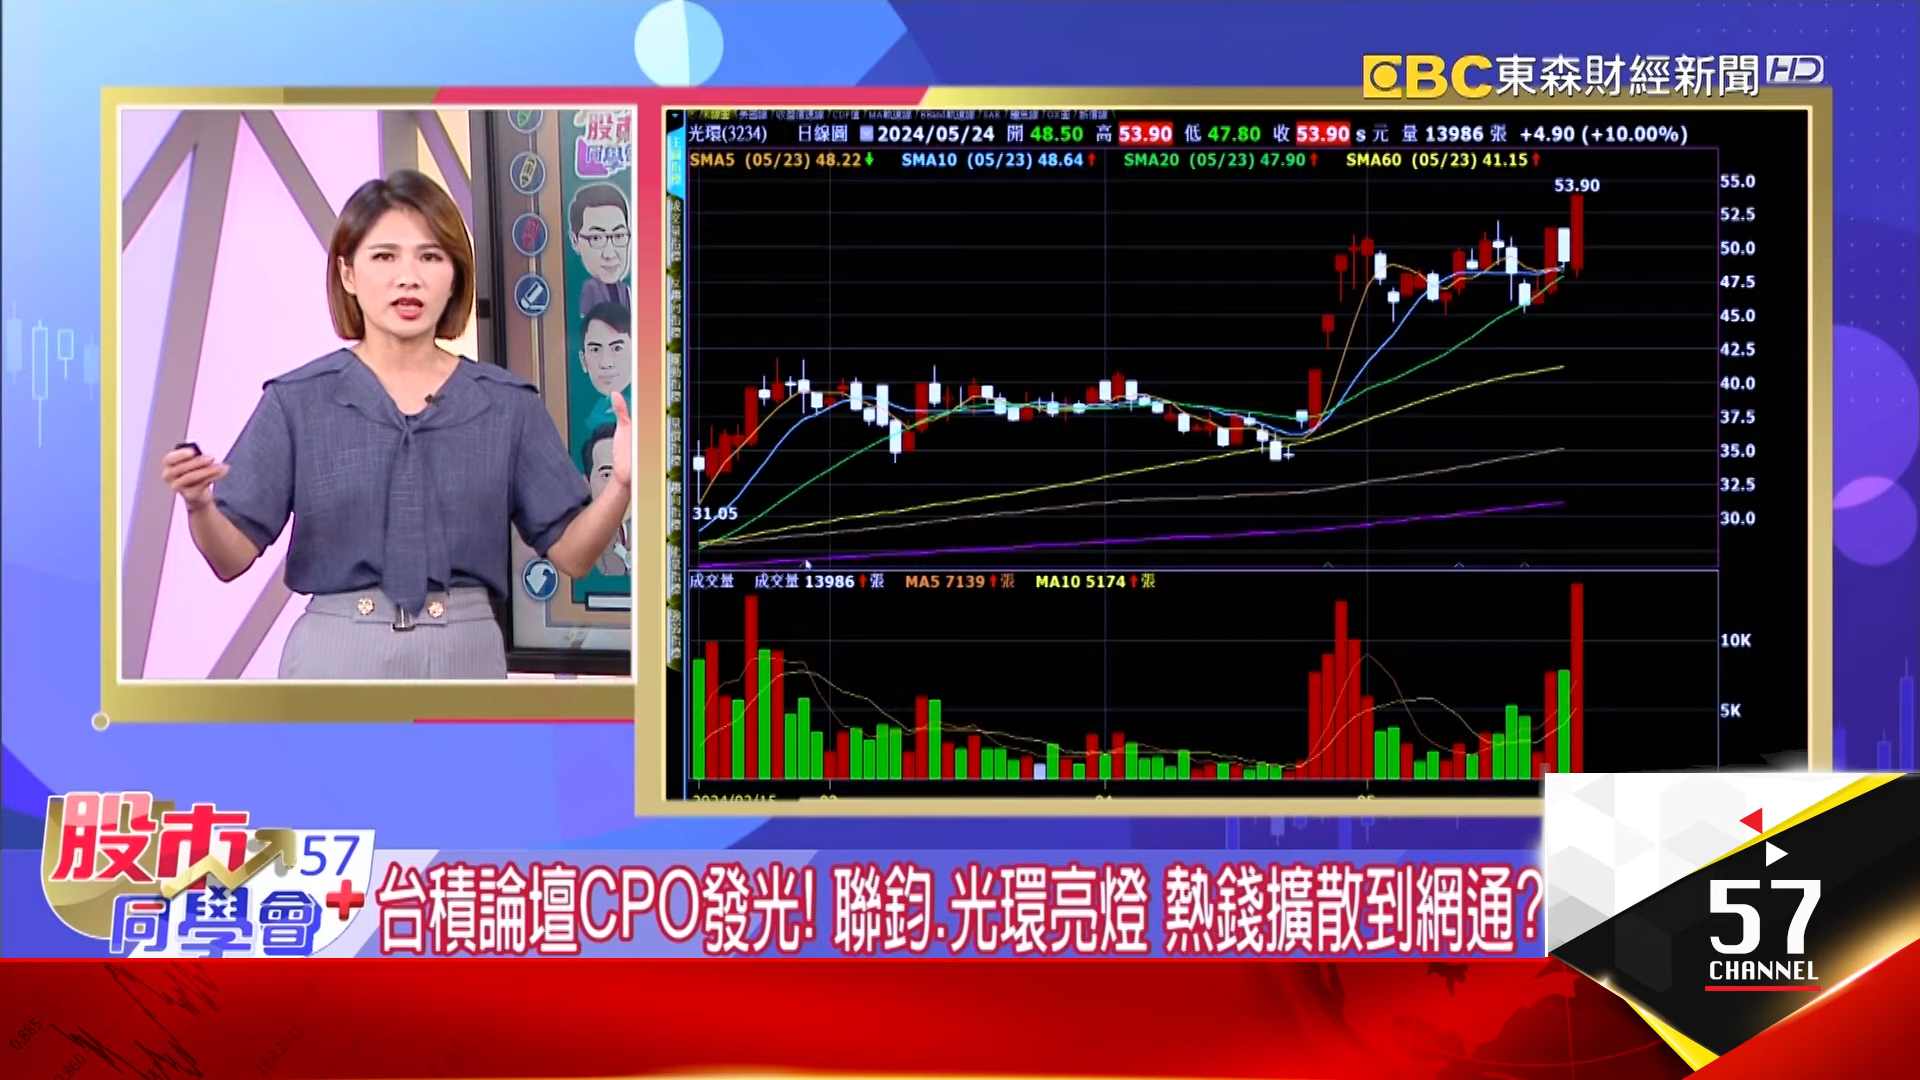 EBC東森財經新聞HD
股市
同學會
光環(3234) 日線圖 2024/05/24 開 48.50 高 53.90 低 47.80 收 53.90 s 元 量 13986 張 +4.90 (+10.00%)
SMA5 (05/23) 48.22↓ SMA10 (05/23) 48.64↑ SMA20 (05/23) 47.90↑ SMA60 (05/23) 41.15↑
53.90
31.05
55.0
52.5
50.0
47.5
45.0
42.5
40.0
37.5
35.0
32.5
30.0
成交量 成交量 13986↑張 MA5 7139↑張 MA10 5174↑張
10K
5K
股市 57
同學會+
台積論壇CPO發光! 聯鈞.光環亮燈 熱錢擴散到網通?
57
CHANNEL